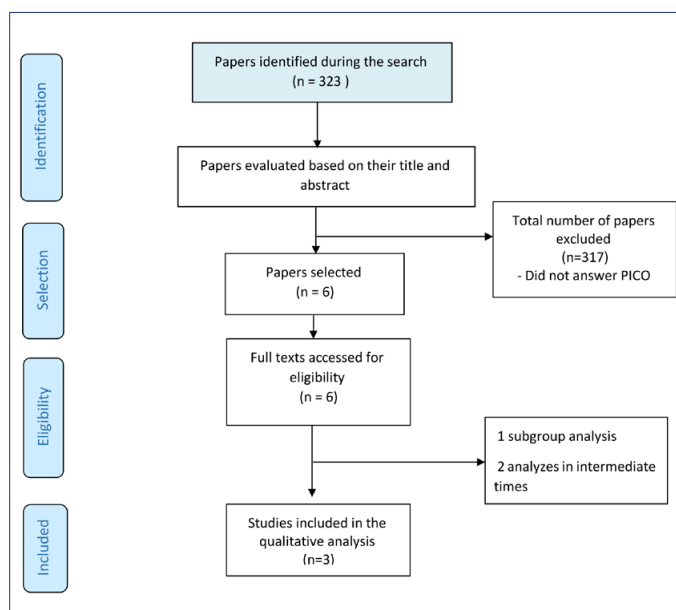 Identification
Papers identified during the search
(n = 323 )
Papers evaluated based on their title and
abstract
Selection
Total number of papers
excluded
(n=317)
- Did not answer PICO
Papers selected
(n = 6)
Eligibility
Full texts accessed for
eligibility
(n = 6)
1 subgroup analysis
2 analyzes in intermediate
times
Included
Studies included in the
qualitative analysis
(n=3)